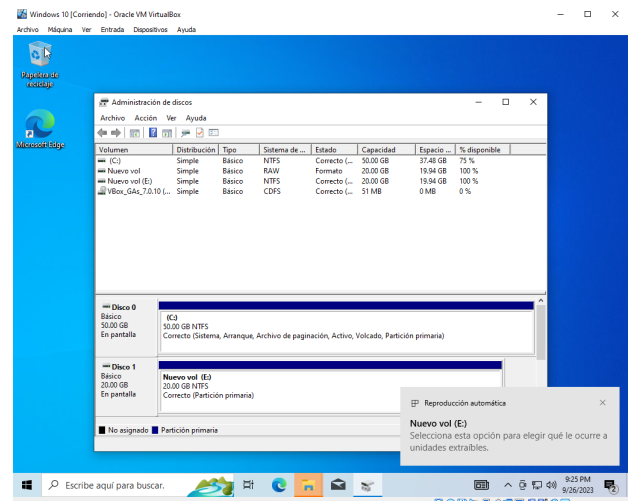 Windows 10 [Corriendo] - Oracle VM VirtualBox
Archivo Máquina Ver Entrada Dispositivos Ayuda
Papelera de
reciclaje
Microsoft Edge
Administración de discos
Archivo Acción Ver Ayuda
Volumen Distribución Tipo Sistema de ... Estado Capacidad Espacio ... % disponible
(C:) Simple Básico NTFS Correcto (... 50.00 GB 37.48 GB 75 %
Nuevo vol Simple Básico RAW Formato 20.00 GB 19.94 GB 100 %
Nuevo vol (E:) Simple Básico NTFS Correcto (... 20.00 GB 19.94 GB 100 %
VBox_GAs_7.0.10 (... Simple Básico CDFS Correcto (... 51 MB 0 MB 0 %
Disco 0
Básico
50.00 GB
En pantalla
(C:)
50.00 GB NTFS
Correcto (Sistema, Arranque, Archivo de paginación, Activo, Volcado, Partición primaria)
Disco 1
Básico
20.00 GB
En pantalla
Nuevo vol (E:)
20.00 GB NTFS
Correcto (Partición primaria)
No asignado Partición primaria
Reproducción automática
Nuevo vol (E:)
Selecciona esta opción para elegir qué le ocurre a
unidades extraíbles.
Escribe aquí para buscar.
9:25 PM
9/26/2023
2